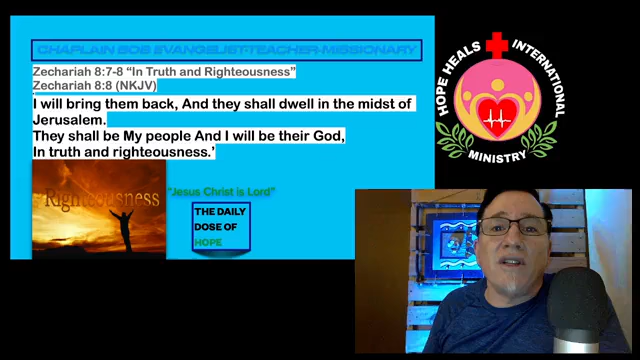 CHAPLAIN BOB EVANGELIST-TEACHER-MISSIONARY
Zechariah 8:7-8 “In Truth and Righteousness”
Zechariah 8:8 (NKJV)
I will bring them back, And they shall dwell in the midst of
Jerusalem.
They shall be My people And I will be their God,
In truth and righteousness.’
Righteousness
"Jesus Christ is Lord"
THE DAILY
DOSE OF
HOPE
HOPE HEALS INTERNATIONAL
MINISTRY